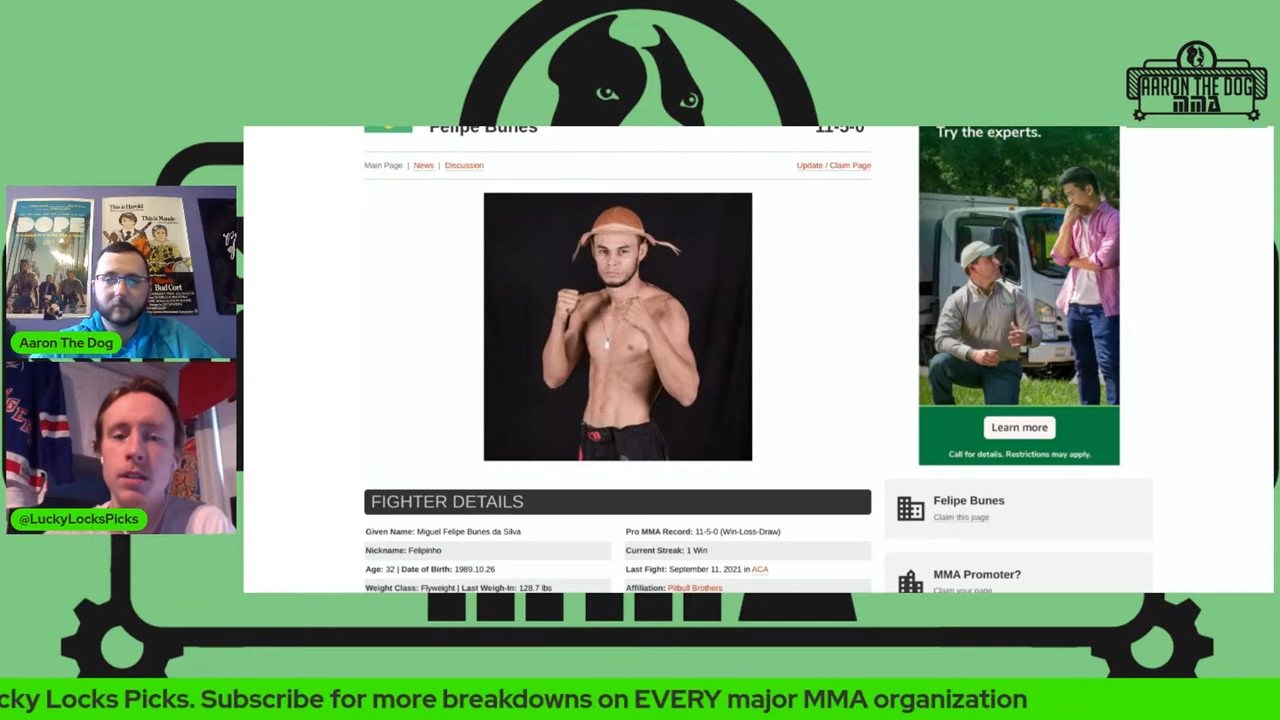 AARON THE DOG
MMA
Felipe Bunes 11-5-0
Main Page | News | Discussion Update / Claim Page
Try the experts.
Learn more
Call for details. Restrictions may apply.
DOPE
This is Harold
This is Maude
Bud Cort
Aaron The Dog
@LuckyLocksPicks
FIGHTER DETAILS
Given Name: Miguel Felipe Bunes da Silva
Pro MMA Record: 11-5-0 (Win-Loss-Draw)
Nickname: Felipinho
Current Streak: 1 Win
Age: 32 | Date of Birth: 1989.10.26
Last Fight: September 11, 2021 in ACA
Weight Class: Flyweight | Last Weigh-In: 128.7 lbs
Affiliation: Pitbull Brothers
Felipe Bunes
Claim this page
MMA Promoter?
Claim your page
cky Locks Picks. Subscribe for more breakdowns on EVERY major MMA organization